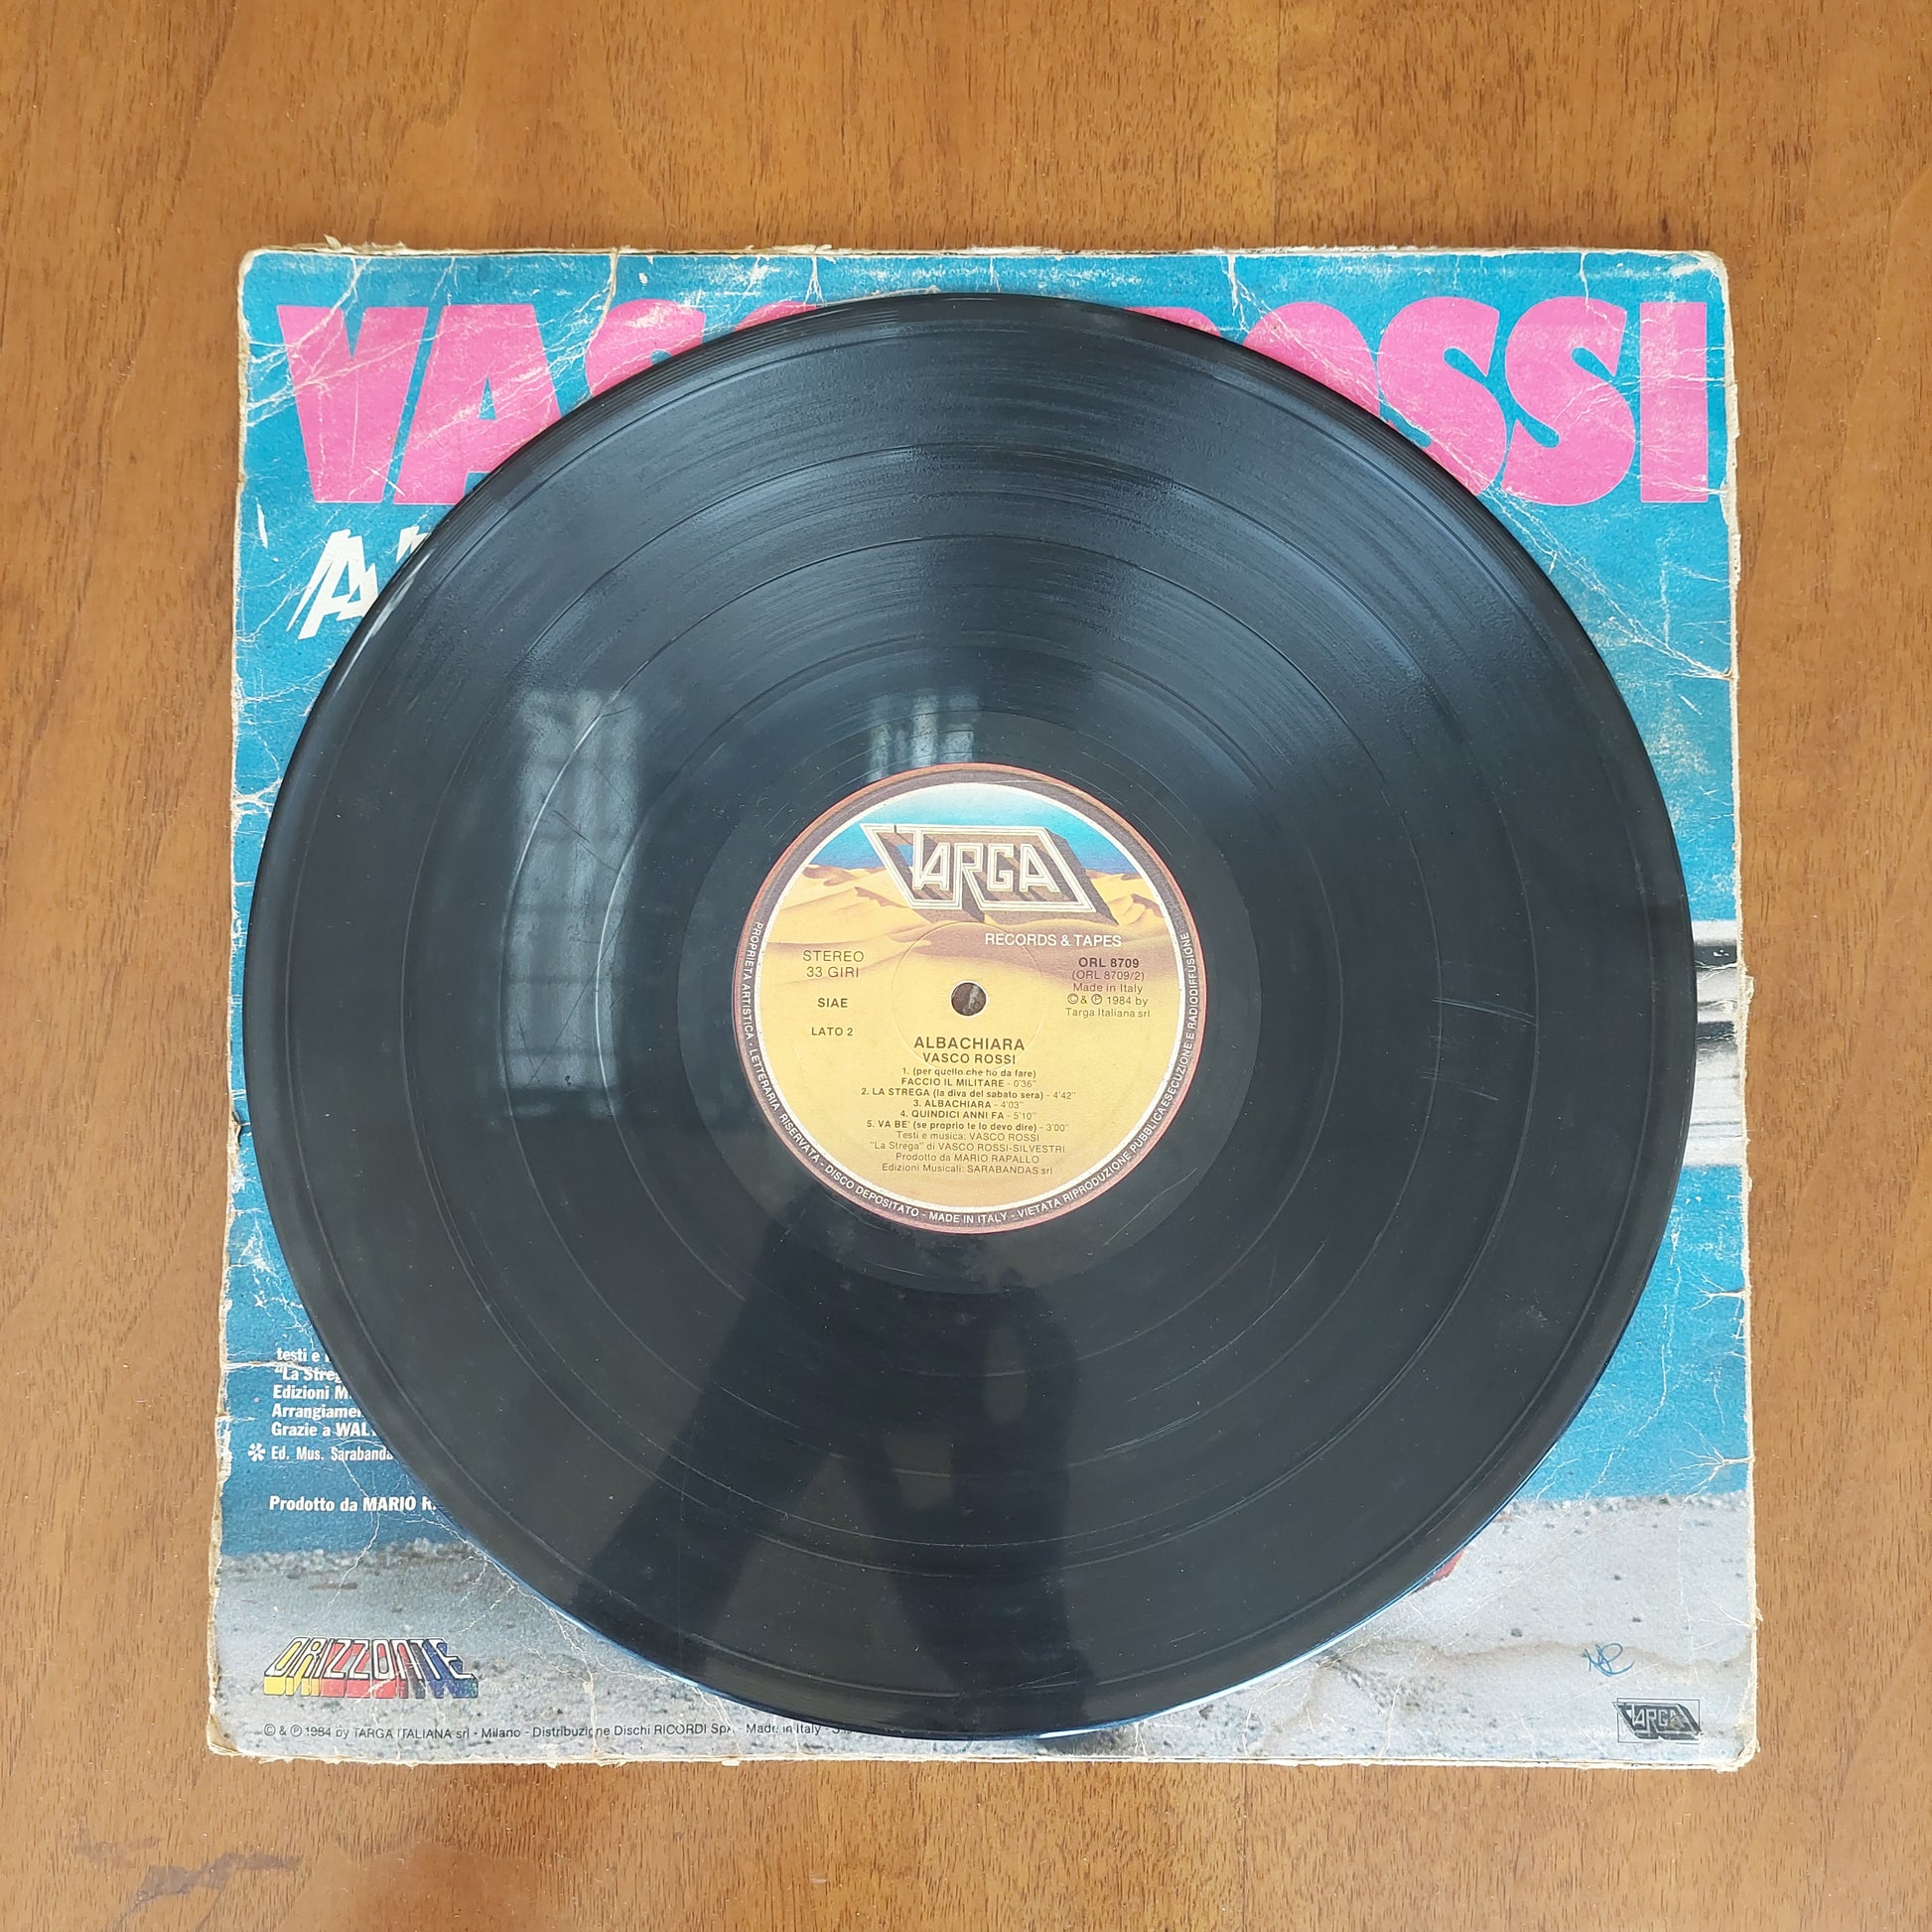 VASCO ROSSI
TARGA
RECORDS & TAPES
STEREO
33 GIRI
SIAE
LATO 2
ORL 8709
(ORL 8709/2)
Made in Italy
© & ℗ 1984 by
Targa Italiana srl
ALBACHIARA
VASCO ROSSI
1. (per quello che ho da fare)
FACCIO IL MILITARE - 0'36"
2. LA STREGA (la diva del sabato sera) - 4'42"
3. ALBACHIARA - 4'03"
4. QUINDICI ANNI FA - 5'10"
5. VA BE' (se proprio te lo devo dire) - 3'00"
Testi e musica: VASCO ROSSI
"La Strega" di VASCO ROSSI-SILVESTRI
Prodotto da MARIO RAPALLO
Edizioni Musicali: SARABANDAS srl
PROPRIETA ARTISTICA - LETTERARIA RISERVATA - DISCO DEPOSITATO - MADE IN ITALY - VIETATA RIPRODUZIONE PUBBLICA ESECUZIONE E RADIODIFFUSIONE
testi e
"La Streg
Edizioni M
Arrangiamen
Grazie a WAL
* Ed. Mus. Sarabanda
Prodotto da MARIO R
ORIZZONTE
© & ℗ 1984 by TARGA ITALIANA srl - Milano - Distribuzione Dischi RICORDI SpA - Made in Italy
TARGA